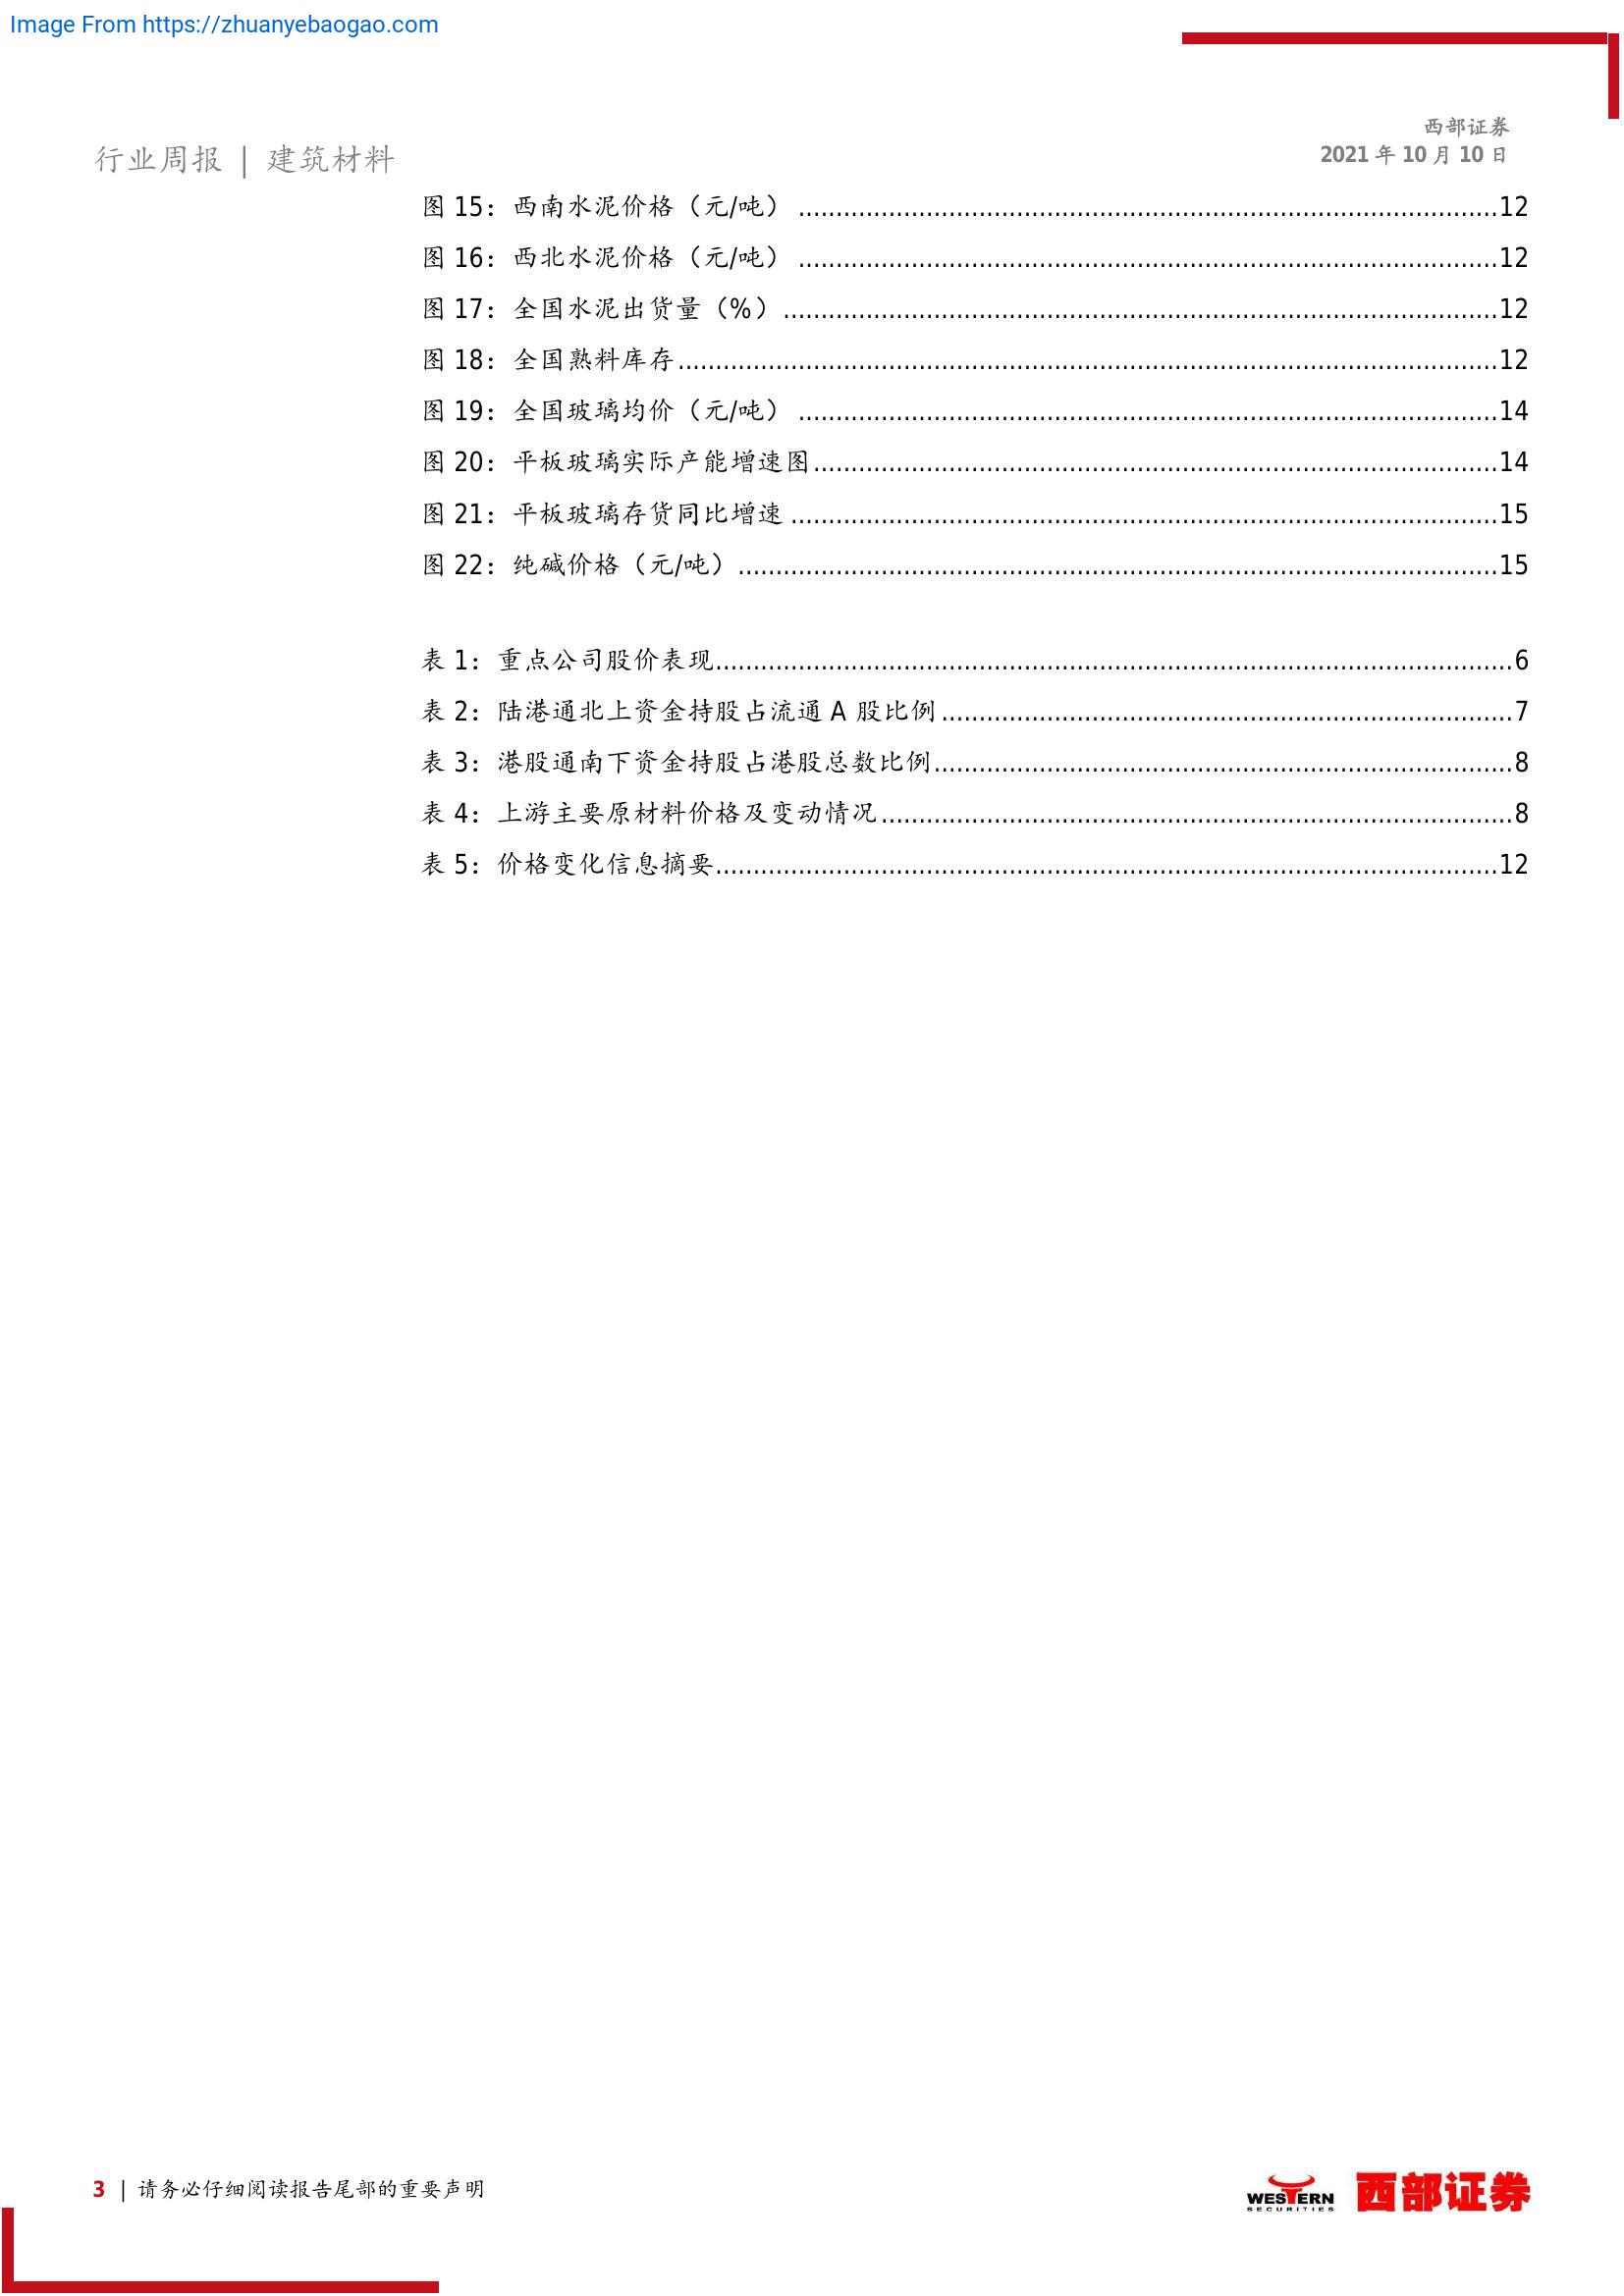 Image From https://zhuanyebaogao.com
西部证券
行业周报 | 建筑材料
2021 年 10 月 10 日
图 15：西南水泥价格（元/吨） ..........12
图 16：西北水泥价格（元/吨） ..........12
图 17：全国水泥出货量（%） ..........12
图 18：全国熟料库存 ..........12
图 19：全国玻璃均价（元/吨） ..........14
图 20：平板玻璃实际产能增速图 ..........14
图 21：平板玻璃存货同比增速 ..........15
图 22：纯碱价格（元/吨） ..........15
表 1：重点公司股价表现 ..........6
表 2：陆港通北上资金持股占流通 A 股比例 ..........7
表 3：港股通南下资金持股占港股总数比例 ..........8
表 4：上游主要原材料价格及变动情况 ..........8
表 5：价格变化信息摘要 ..........12
3 | 请务必仔细阅读报告尾部的重要声明
WESTERN
SECURITIES
西部证券